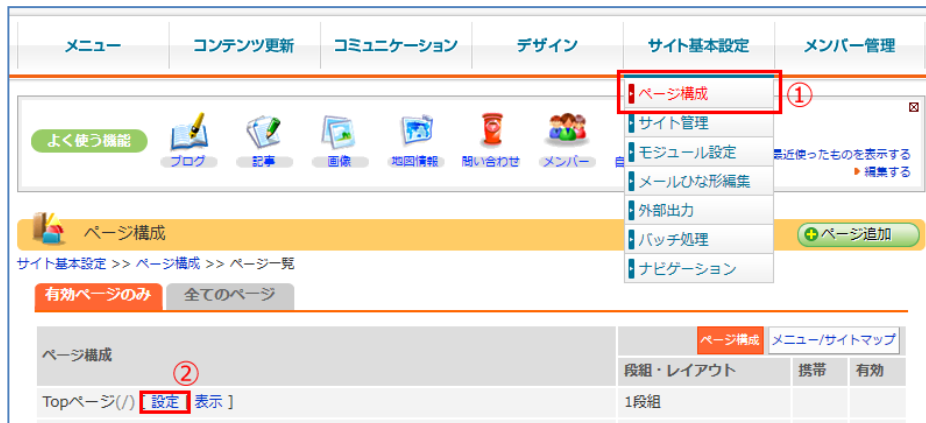 メニュー コンテンツ更新 コミュニケーション デザイン サイト基本設定 メンバー管理
ページ構成 ①
サイト管理
モジュール設定
メールひな形編集
外部出力
バッチ処理
ナビゲーション
よく使う機能
ブログ 記事 画像 地図情報 問い合わせ メンバー 自
最近使ったものを表示する
編集する
ページ構成
ページ追加
サイト基本設定 >> ページ構成 >> ページ一覧
有効ページのみ 全てのページ
ページ構成 メニュー/サイトマップ
ページ構成
段組・レイアウト 携帯 有効
②
Topページ(/) [ 設定 | 表示 ] 1段組